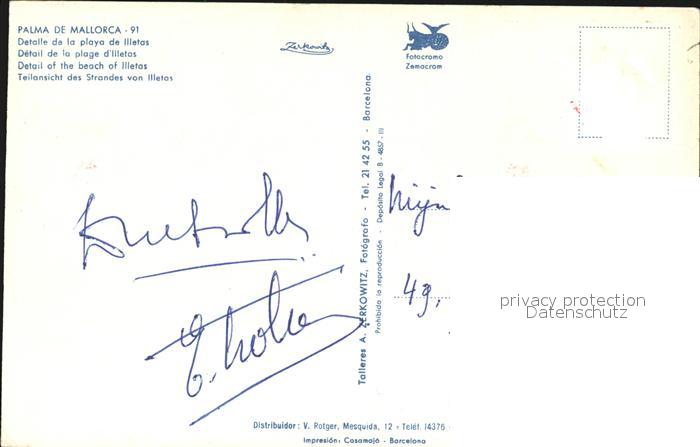 PALMA DE MALLORCA - 91
Detalle de la playa de Illetas
Détail de la plage d'Illetas
Detail of the beach of Illetas
Teilansicht des Strandes von Illetas
Zerkowitz
Fotocromo
Zemacrom
Talleres A. ZERKOWITZ, Fotógrafo - Tel. 21 42 55 - Barcelona
Prohibida la reproducción - Depósito Legal B - 4857 - III
4g,
privacy protection
Datenschutz
Distribuidor: V. Rotger, Mesquida, 12 - Teléf. 14376
Impresión: Casamajó - Barcelona